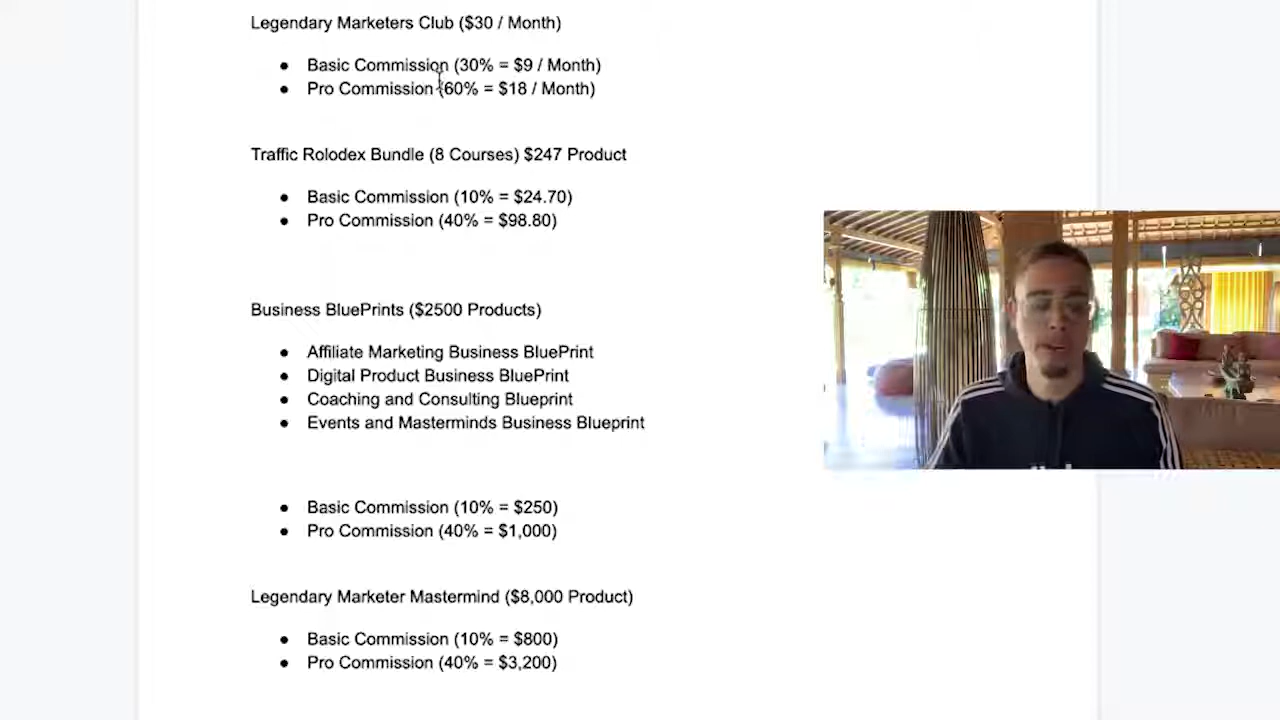 Legendary Marketers Club ($30 / Month)
● Basic Commission (30% = $9 / Month)
● Pro Commission (60% = $18 / Month)
Traffic Rolodex Bundle (8 Courses) $247 Product
● Basic Commission (10% = $24.70)
● Pro Commission (40% = $98.80)
Business BluePrints ($2500 Products)
● Affiliate Marketing Business BluePrint
● Digital Product Business BluePrint
● Coaching and Consulting Blueprint
● Events and Masterminds Business Blueprint
● Basic Commission (10% = $250)
● Pro Commission (40% = $1,000)
Legendary Marketer Mastermind ($8,000 Product)
● Basic Commission (10% = $800)
● Pro Commission (40% = $3,200)